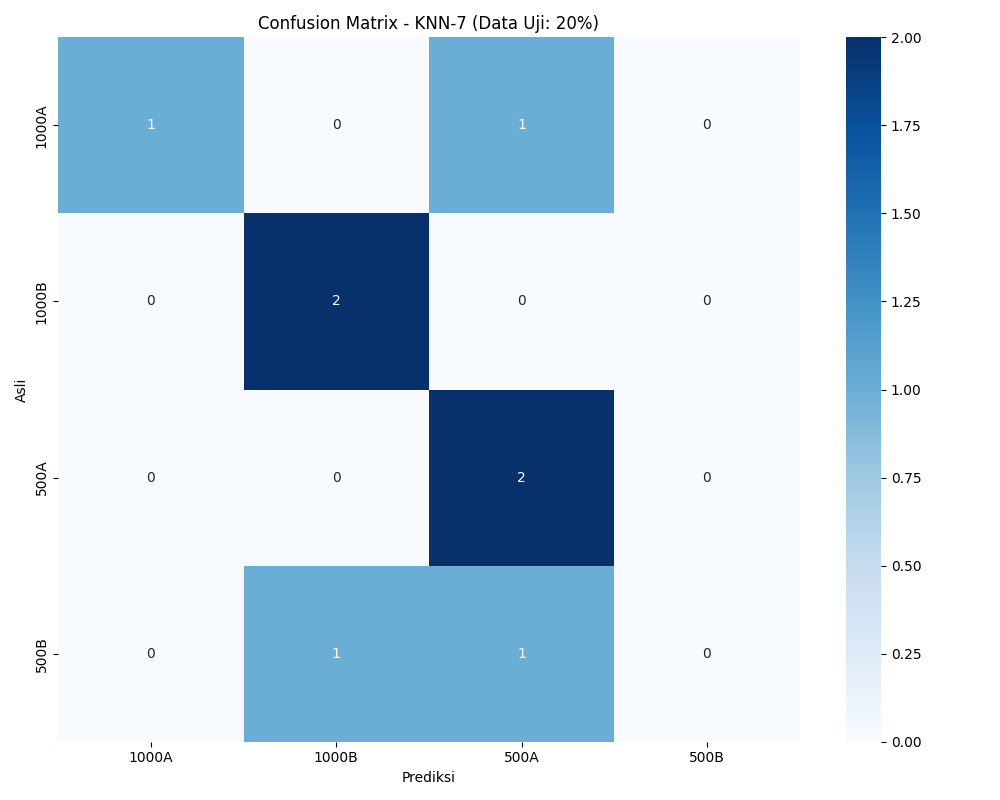 Confusion Matrix - KNN-7 (Data Uji: 20%)
1000A 1 0 1 0
1000B 0 2 0 0
500A 0 0 2 0
500B 0 1 1 0
1000A 1000B 500A 500B
Prediksi
Asli
2.00
1.75
1.50
1.25
1.00
0.75
0.50
0.25
0.00